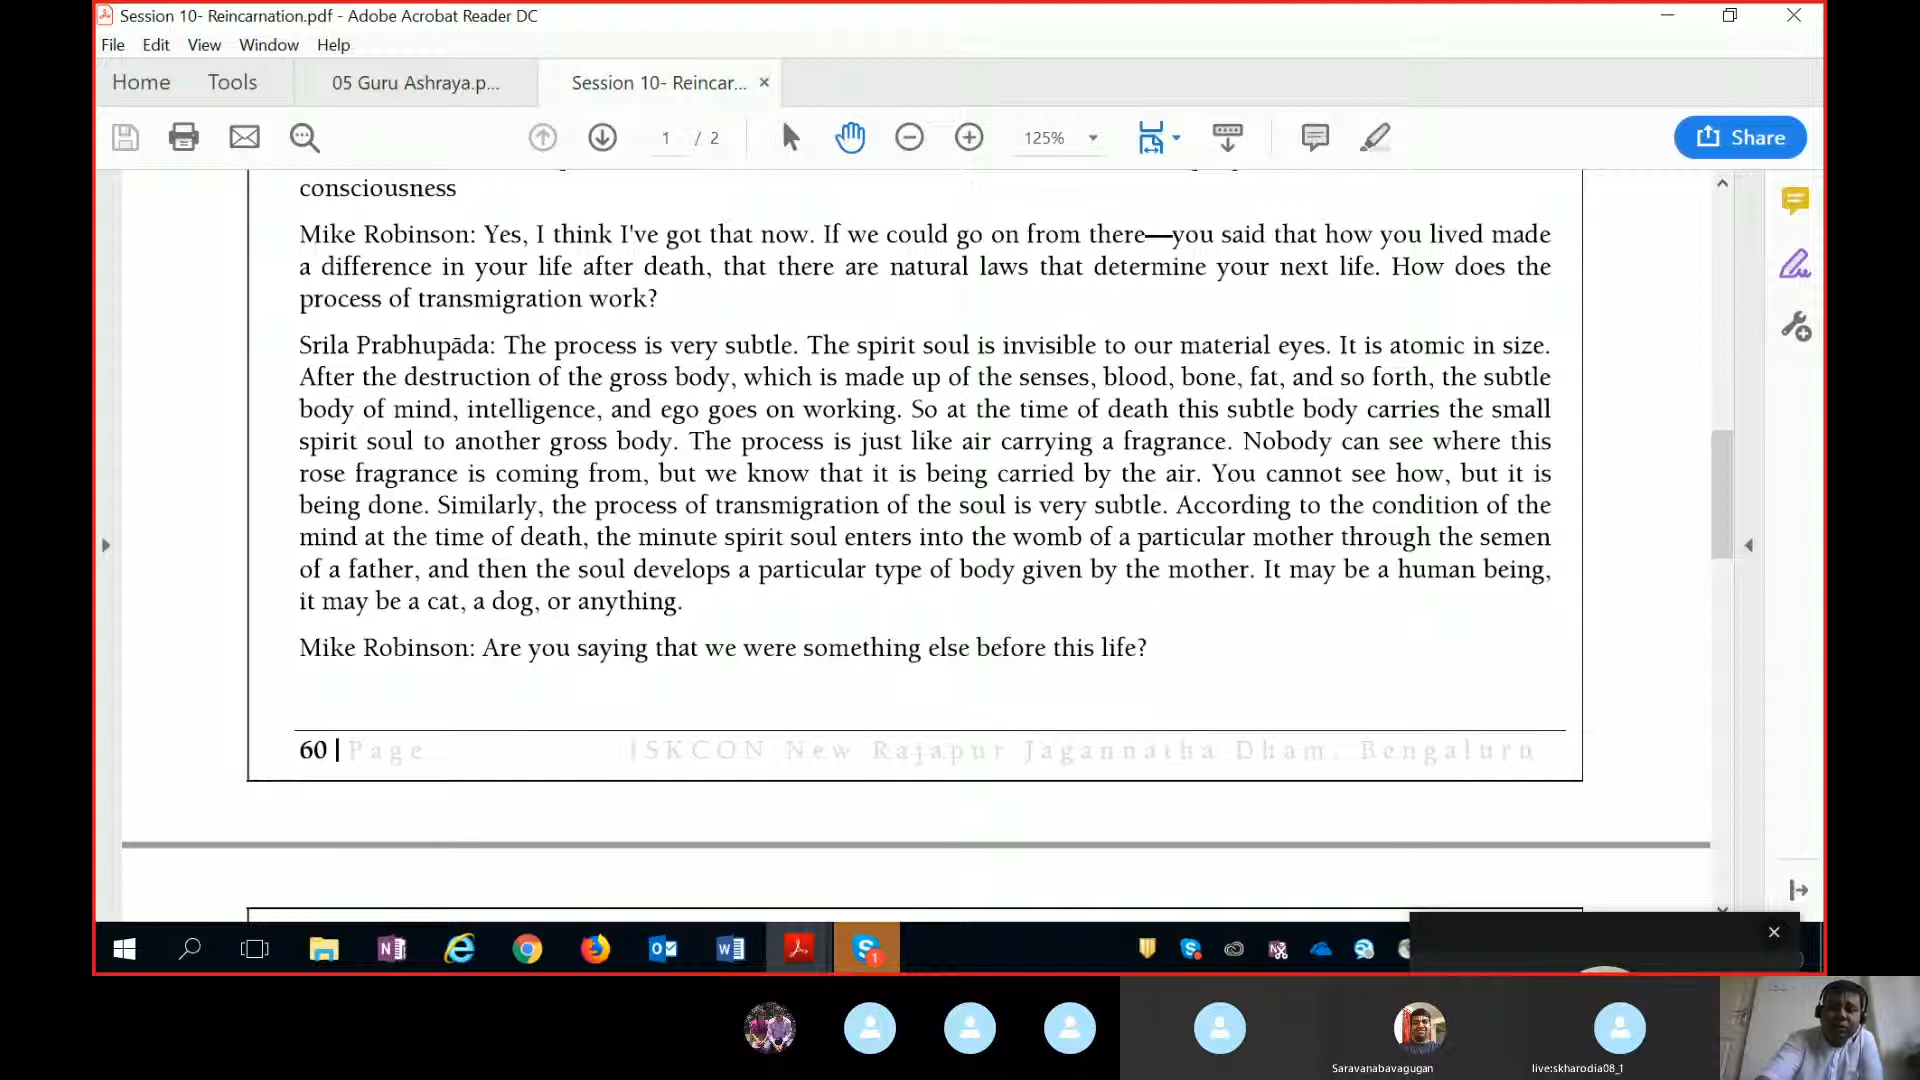 Session 10- Reincarnation.pdf - Adobe Acrobat Reader DC
File Edit View Window Help
Home Tools 05 Guru Ashraya.p... Session 10- Reincar...
1 / 2 125% Share
consciousness
Mike Robinson: Yes, I think I've got that now. If we could go on from there—you said that how you lived made
a difference in your life after death, that there are natural laws that determine your next life. How does the
process of transmigration work?
Srila Prabhupāda: The process is very subtle. The spirit soul is invisible to our material eyes. It is atomic in size.
After the destruction of the gross body, which is made up of the senses, blood, bone, fat, and so forth, the subtle
body of mind, intelligence, and ego goes on working. So at the time of death this subtle body carries the small
spirit soul to another gross body. The process is just like air carrying a fragrance. Nobody can see where this
rose fragrance is coming from, but we know that it is being carried by the air. You cannot see how, but it is
being done. Similarly, the process of transmigration of the soul is very subtle. According to the condition of the
mind at the time of death, the minute spirit soul enters into the womb of a particular mother through the semen
of a father, and then the soul develops a particular type of body given by the mother. It may be a human being,
it may be a cat, a dog, or anything.
Mike Robinson: Are you saying that we were something else before this life?
60 | Page ISKCON New Rajapur Jagannatha Dham, Bengaluru
1
Saravanabavagugan live:skharodia08_1